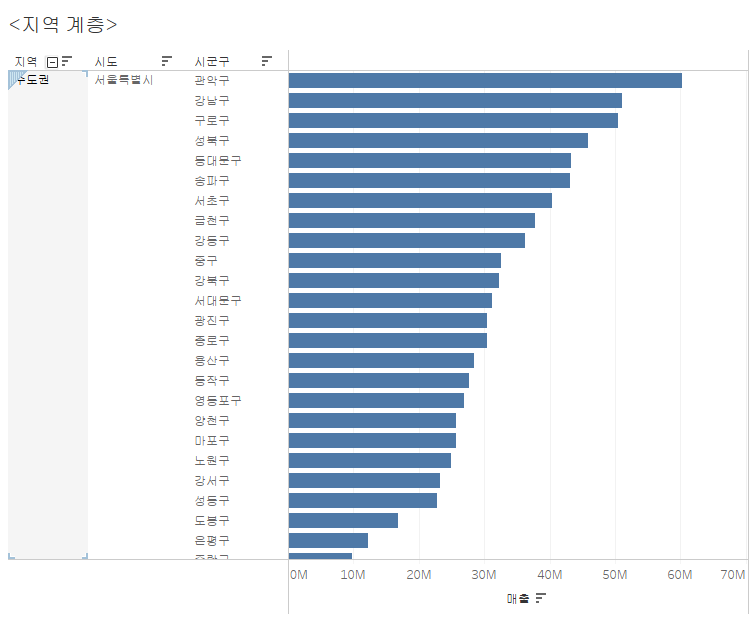 <지역 계층>
지역 시도 시군구
수도권 서울특별시 관악구
강남구
구로구
성북구
동대문구
송파구
서초구
금천구
강동구
중구
강북구
서대문구
광진구
종로구
용산구
동작구
영등포구
양천구
마포구
노원구
강서구
성동구
도봉구
은평구
중랑구
0M 10M 20M 30M 40M 50M 60M 70M
매출